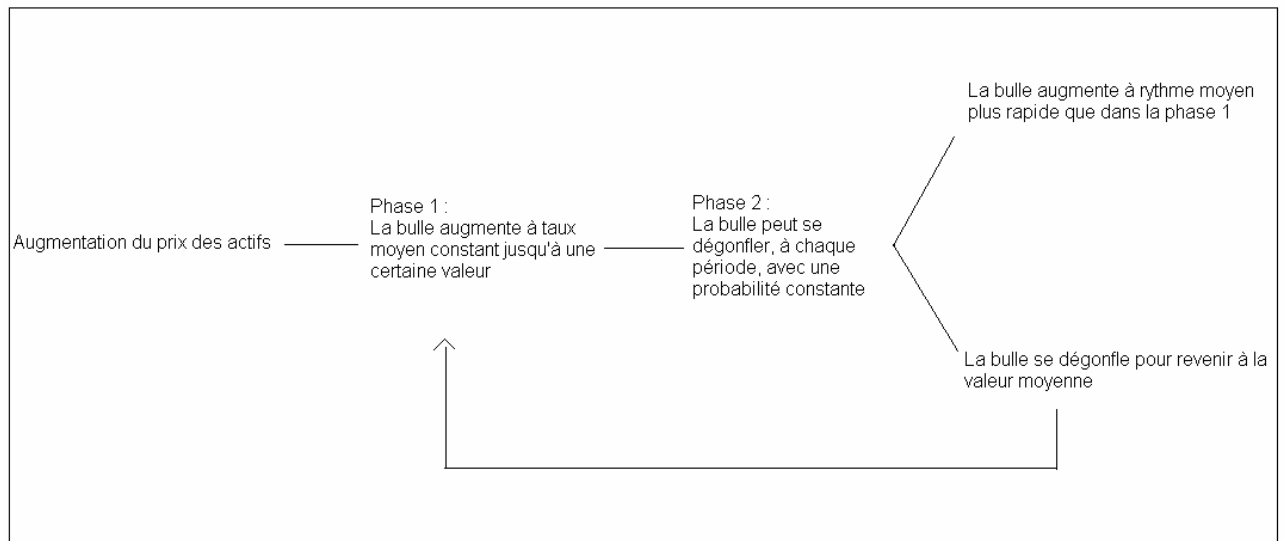 Augmentation du prix des actifs
Phase 1 :
La bulle augmente à taux
moyen constant jusqu'à une
certaine valeur
Phase 2 :
La bulle peut se
dégonfler, à chaque
période, avec une
probabilité constante
La bulle augmente à rythme moyen
plus rapide que dans la phase 1
La bulle se dégonfle pour revenir à la
valeur moyenne